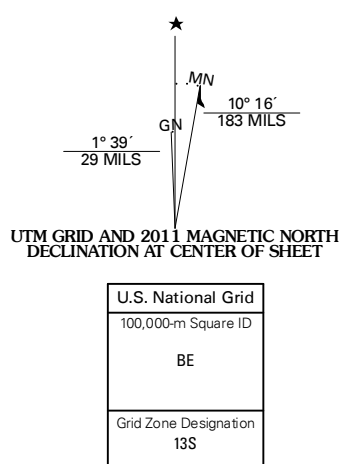 ★
MN
GN
10° 16´
183 MILS
1° 39´
29 MILS
UTM GRID AND 2011 MAGNETIC NORTH
DECLINATION AT CENTER OF SHEET
U.S. National Grid
100,000-m Square ID
BE
Grid Zone Designation
13S